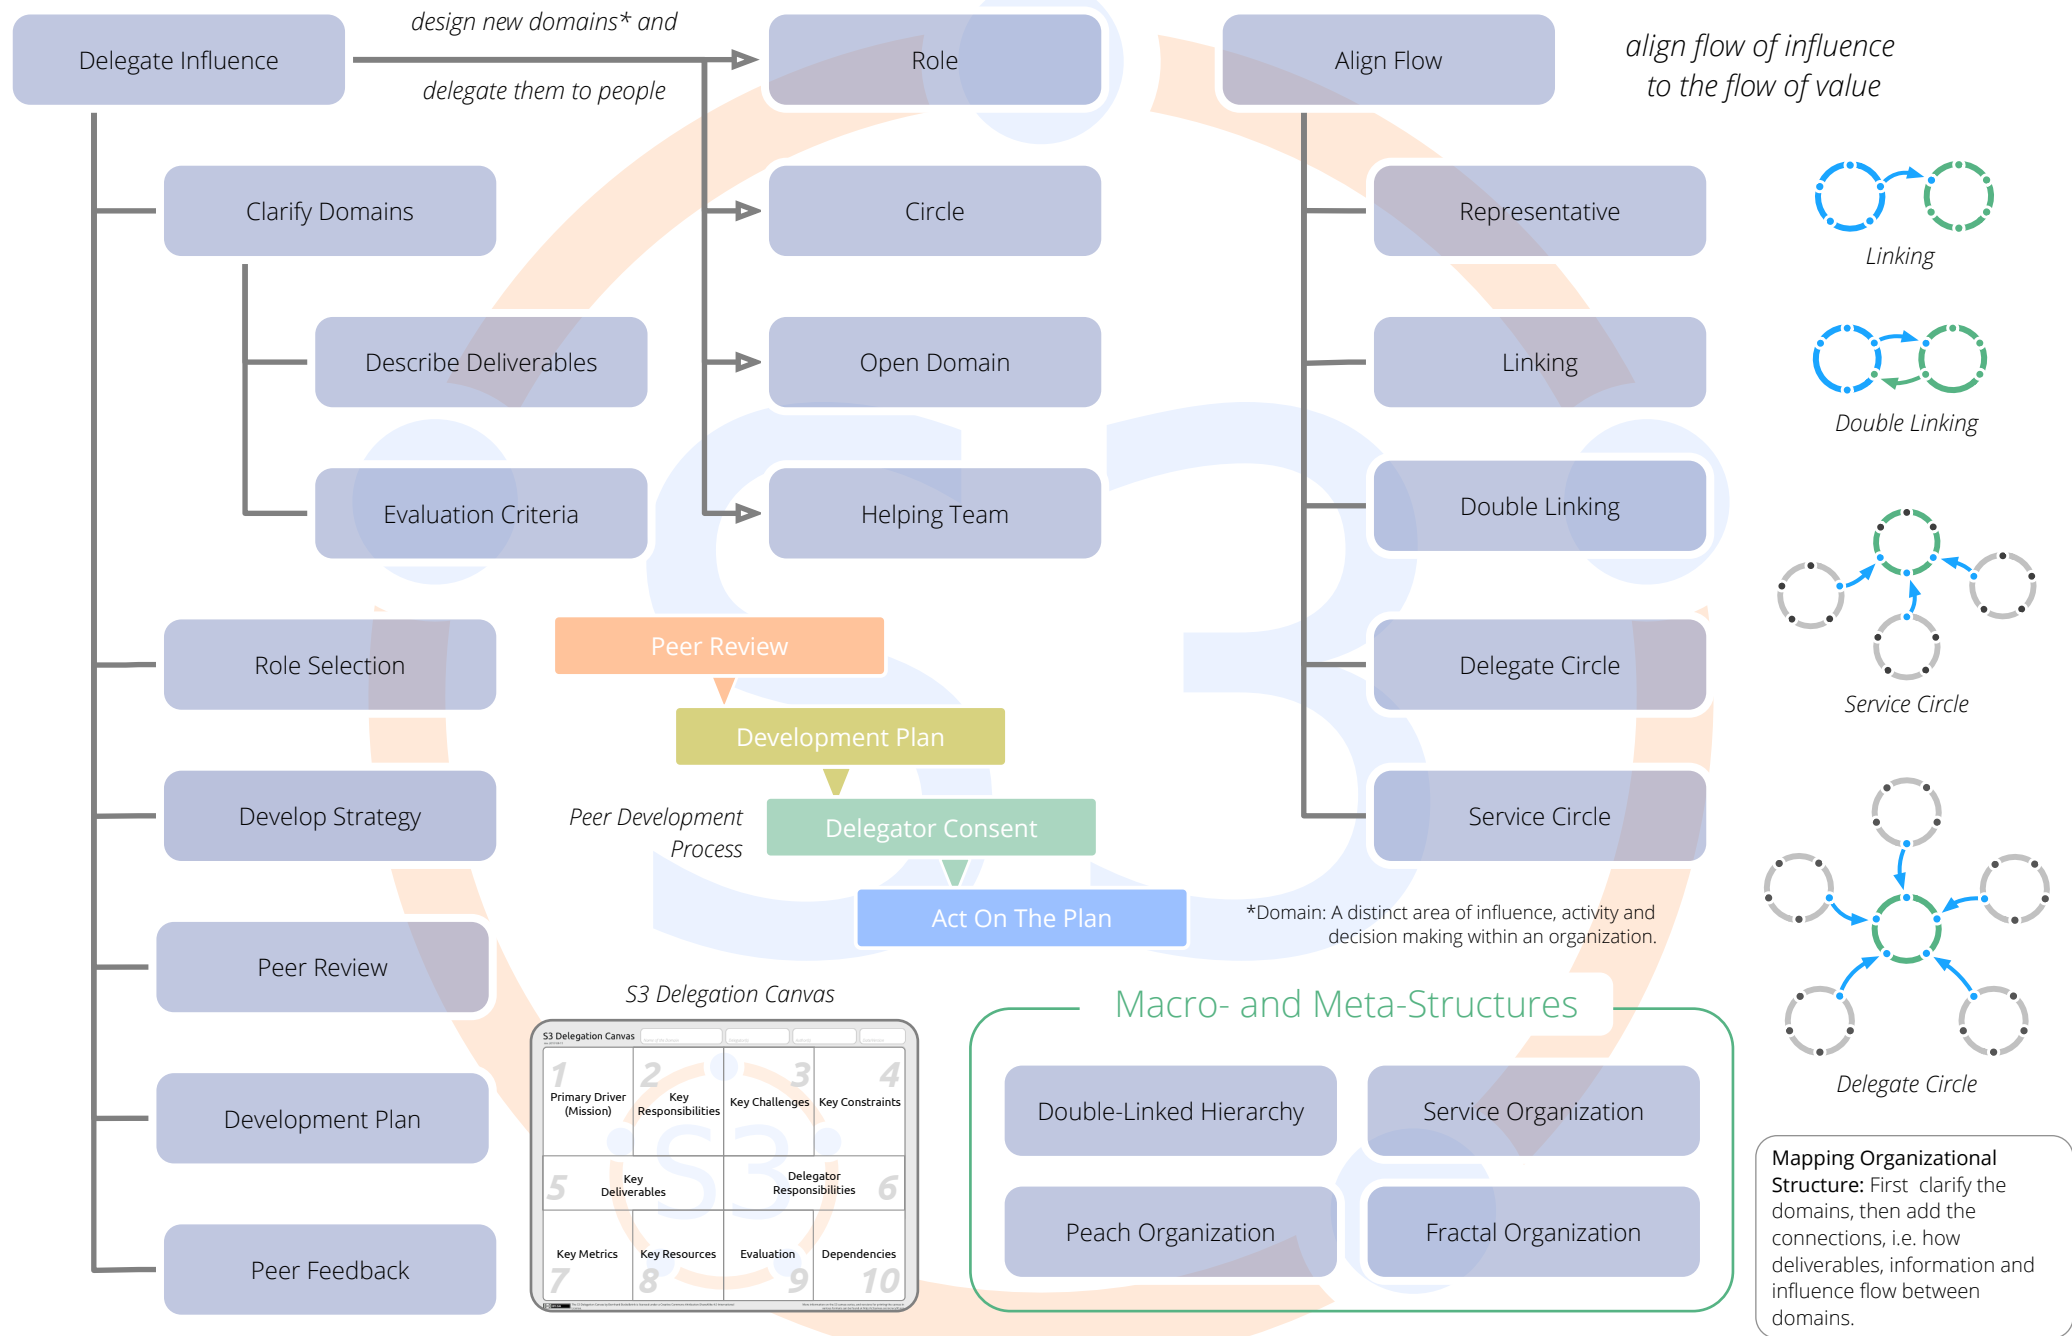 Delegate Influence
design new domains* and
delegate them to people
Clarify Domains
Describe Deliverables
Evaluation Criteria
Role Selection
Develop Strategy
Peer Review
Development Plan
Peer Feedback
Role
Circle
Open Domain
Helping Team
Peer Review
Development Plan
Delegator Consent
Act On The Plan
Peer Development
Process
Align Flow
align flow of influence
to the flow of value
Representative
Linking
Double Linking
Delegate Circle
Service Circle
Linking
Double Linking
Service Circle
Delegate Circle
*Domain: A distinct area of influence, activity and
decision making within an organization.
S3 Delegation Canvas
S3 Delegation Canvas
1
Primary Driver
(Mission)
2
Key
Responsibilities
3
Key Challenges
4
Key Constraints
5
Key
Deliverables
Delegator
Responsibilities
6
Key Metrics
7
Key Resources
8
Evaluation
9
Dependencies
10
S3
Macro- and Meta-Structures
Double-Linked Hierarchy
Service Organization
Peach Organization
Fractal Organization
Mapping Organizational
Structure: First clarify the
domains, then add the
connections, i.e. how
deliverables, information and
influence flow between
domains.
S3